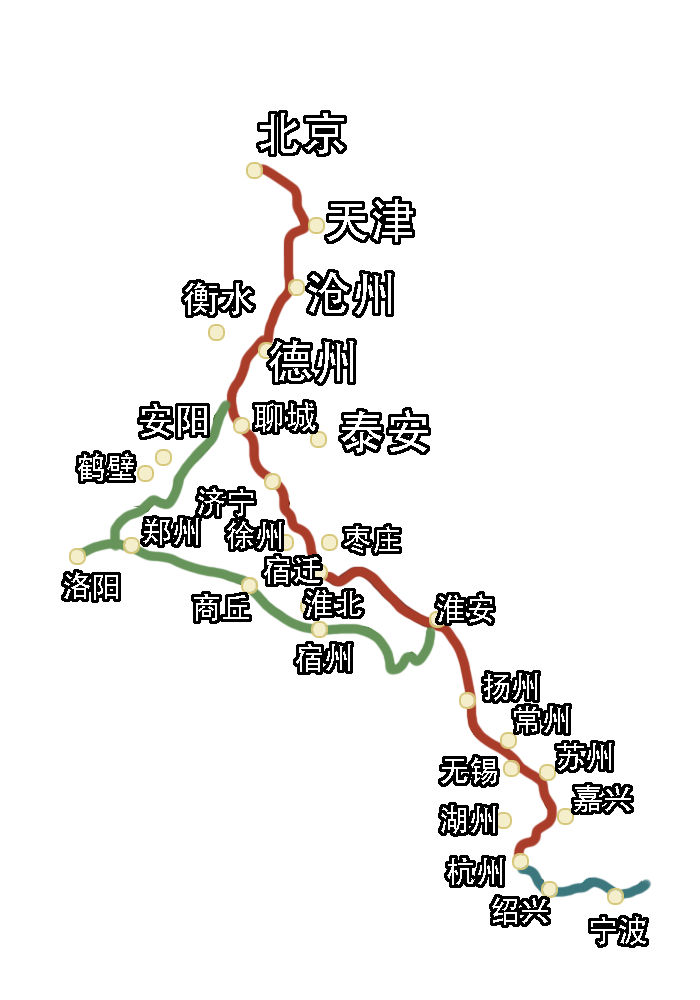 北京
天津
衡水
沧州
德州
安阳
聊城
泰安
鹤壁
济宁
郑州
徐州
枣庄
宿迁
洛阳
商丘
淮北
淮安
宿州
扬州
常州
无锡
苏州
嘉兴
湖州
杭州
绍兴
宁波